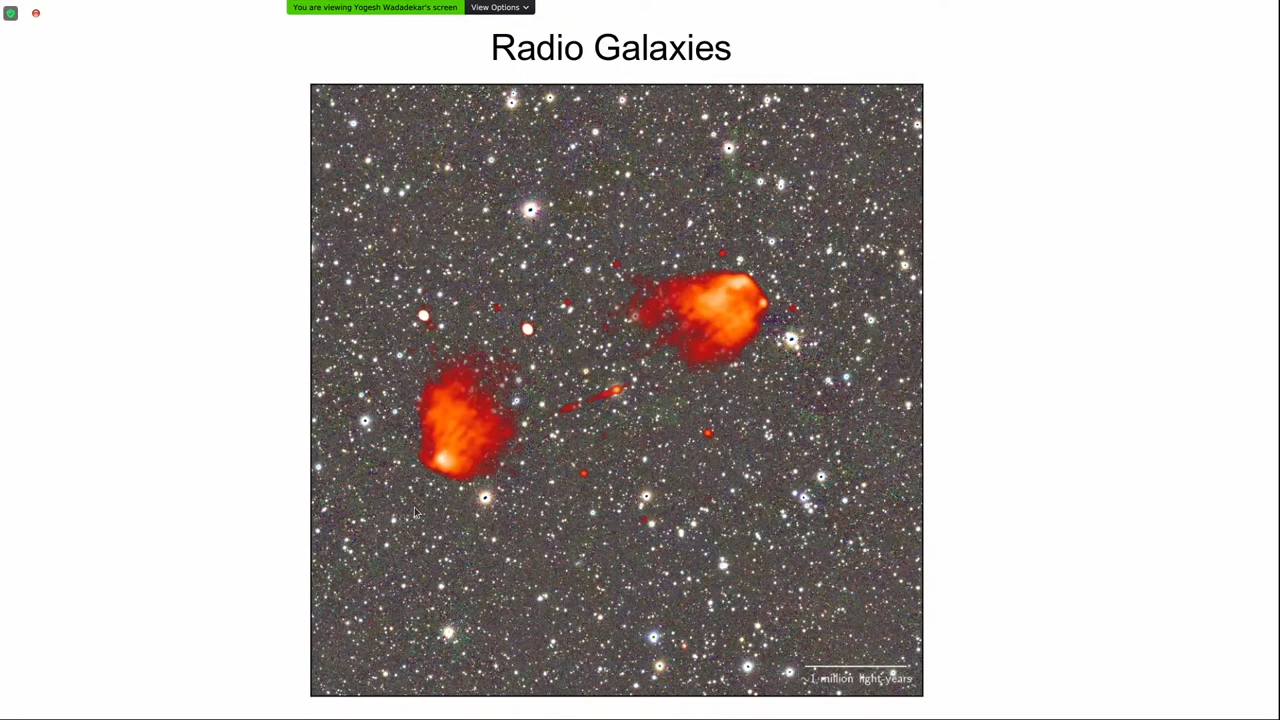 You are viewing Yogesh Wadadekar's screen View Options
Radio Galaxies
~ 1 million light-years